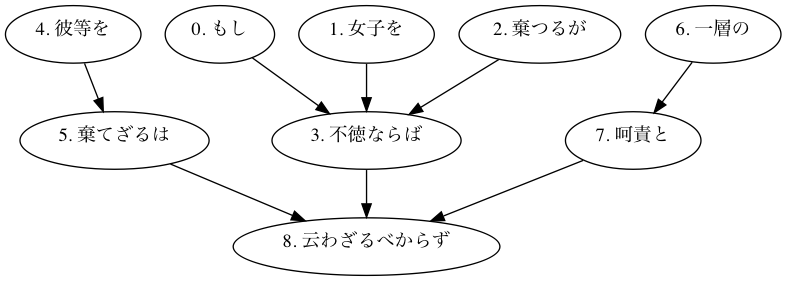 4. 彼等を
0. もし
1. 女子を
2. 棄つるが
6. 一層の
5. 棄てざるは
3. 不徳ならば
7. 呵責と
8. 云わざるべからず